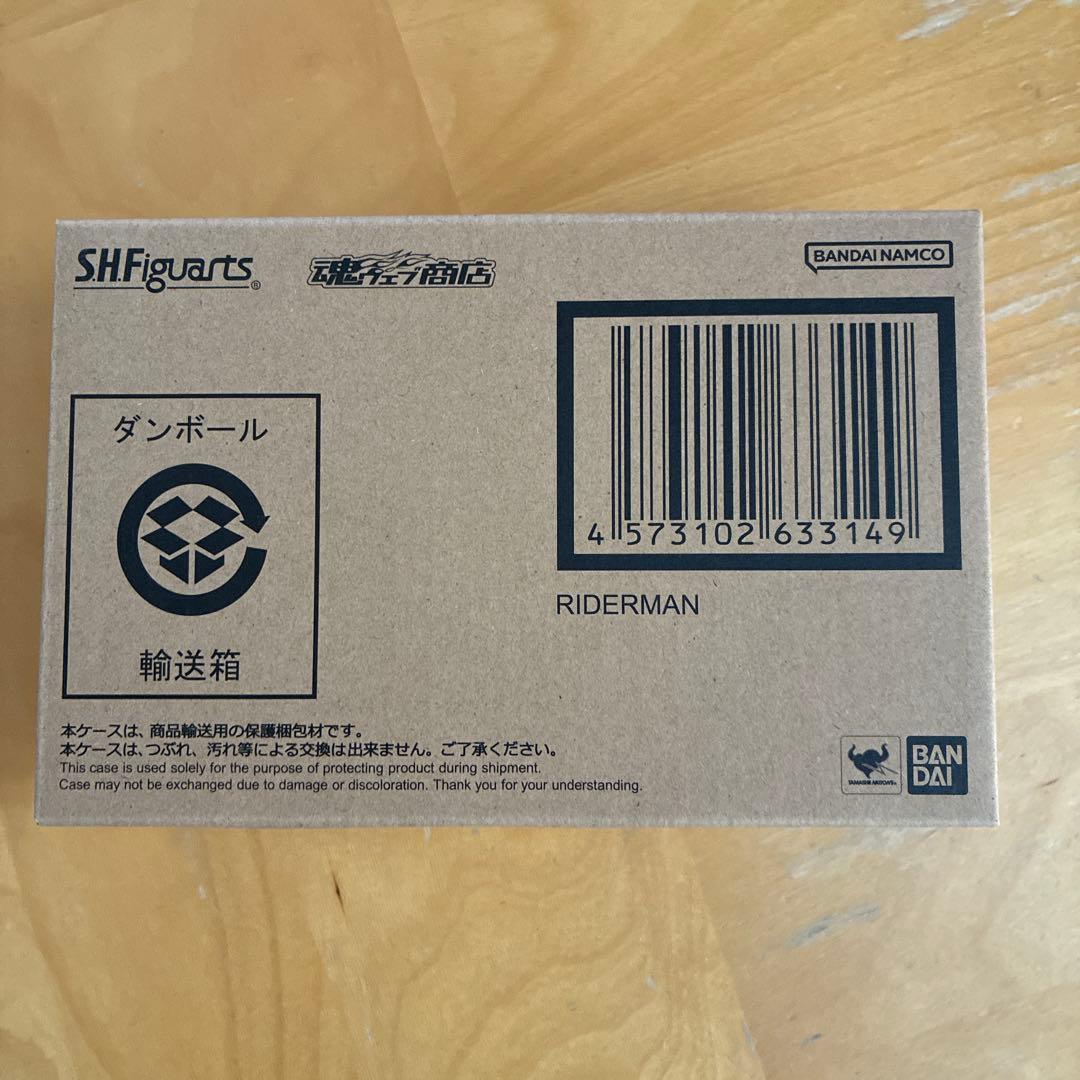 S.H.Figuarts®
魂ウェブ商店
BANDAI NAMCO
4 573102 633149
RIDERMAN
ダンボール
輸送箱
本ケースは、商品輸送用の保護梱包材です。
本ケースは、つぶれ、汚れ等による交換は出来ません。ご了承ください。
This case is used solely for the purpose of protecting product during shipment.
Case may not be exchanged due to damage or discoloration. Thank you for your understanding.
TAMASHII NATIONS®
BAN
DAI